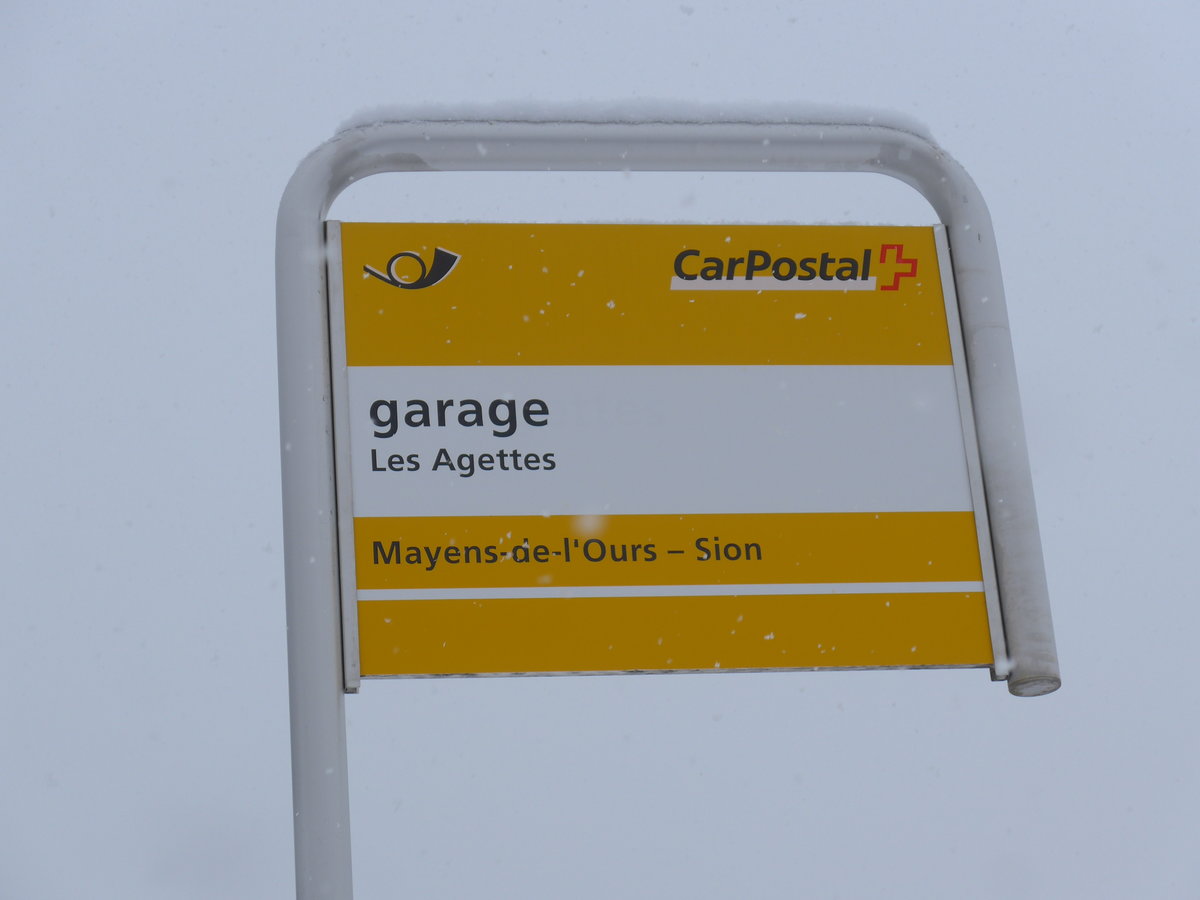 CarPostal
garage
Les Agettes
Mayens-de-l'Ours – Sion